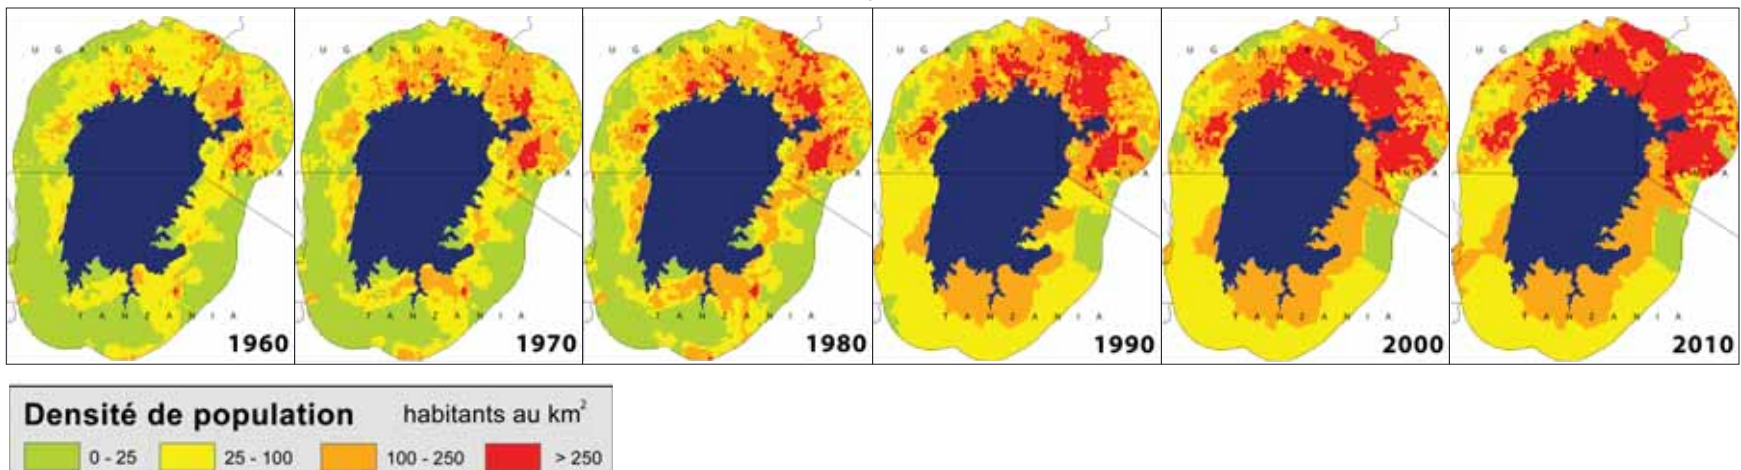 U G A N D A
K E N Y A
T A N Z A N I A
1960
U G A N D A
K E N Y A
T A N Z A N I A
1970
U G A N D A
K E N Y A
T A N Z A N I A
1980
U G A N D A
K E N Y A
T A N Z A N I A
1990
U G A N D A
K E N Y A
T A N Z A N I A
2000
U G A N D A
K E N Y A
T A N Z A N I A
2010
Densité de population habitants au km²
0 - 25 25 - 100 100 - 250 > 250